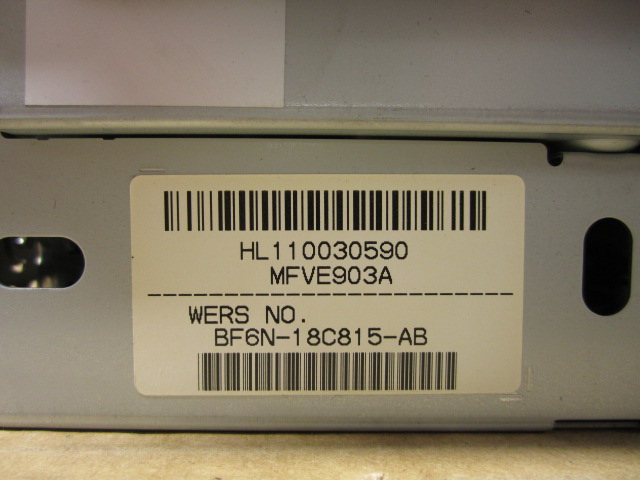 HL110030590
MFVE903A
WERS NO.
BF6N-18C815-AB